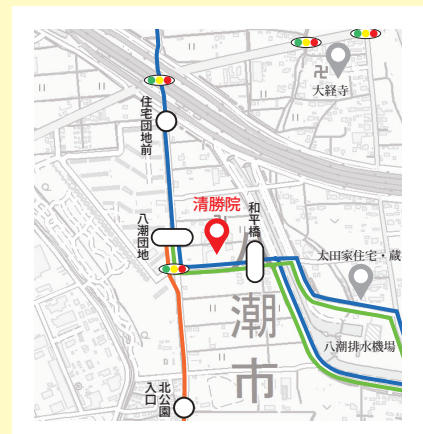 大経寺
住宅団地前
清勝院
和平橋
八潮団地
太田家住宅・蔵
潮
八潮排水機場
市
北公園
入口